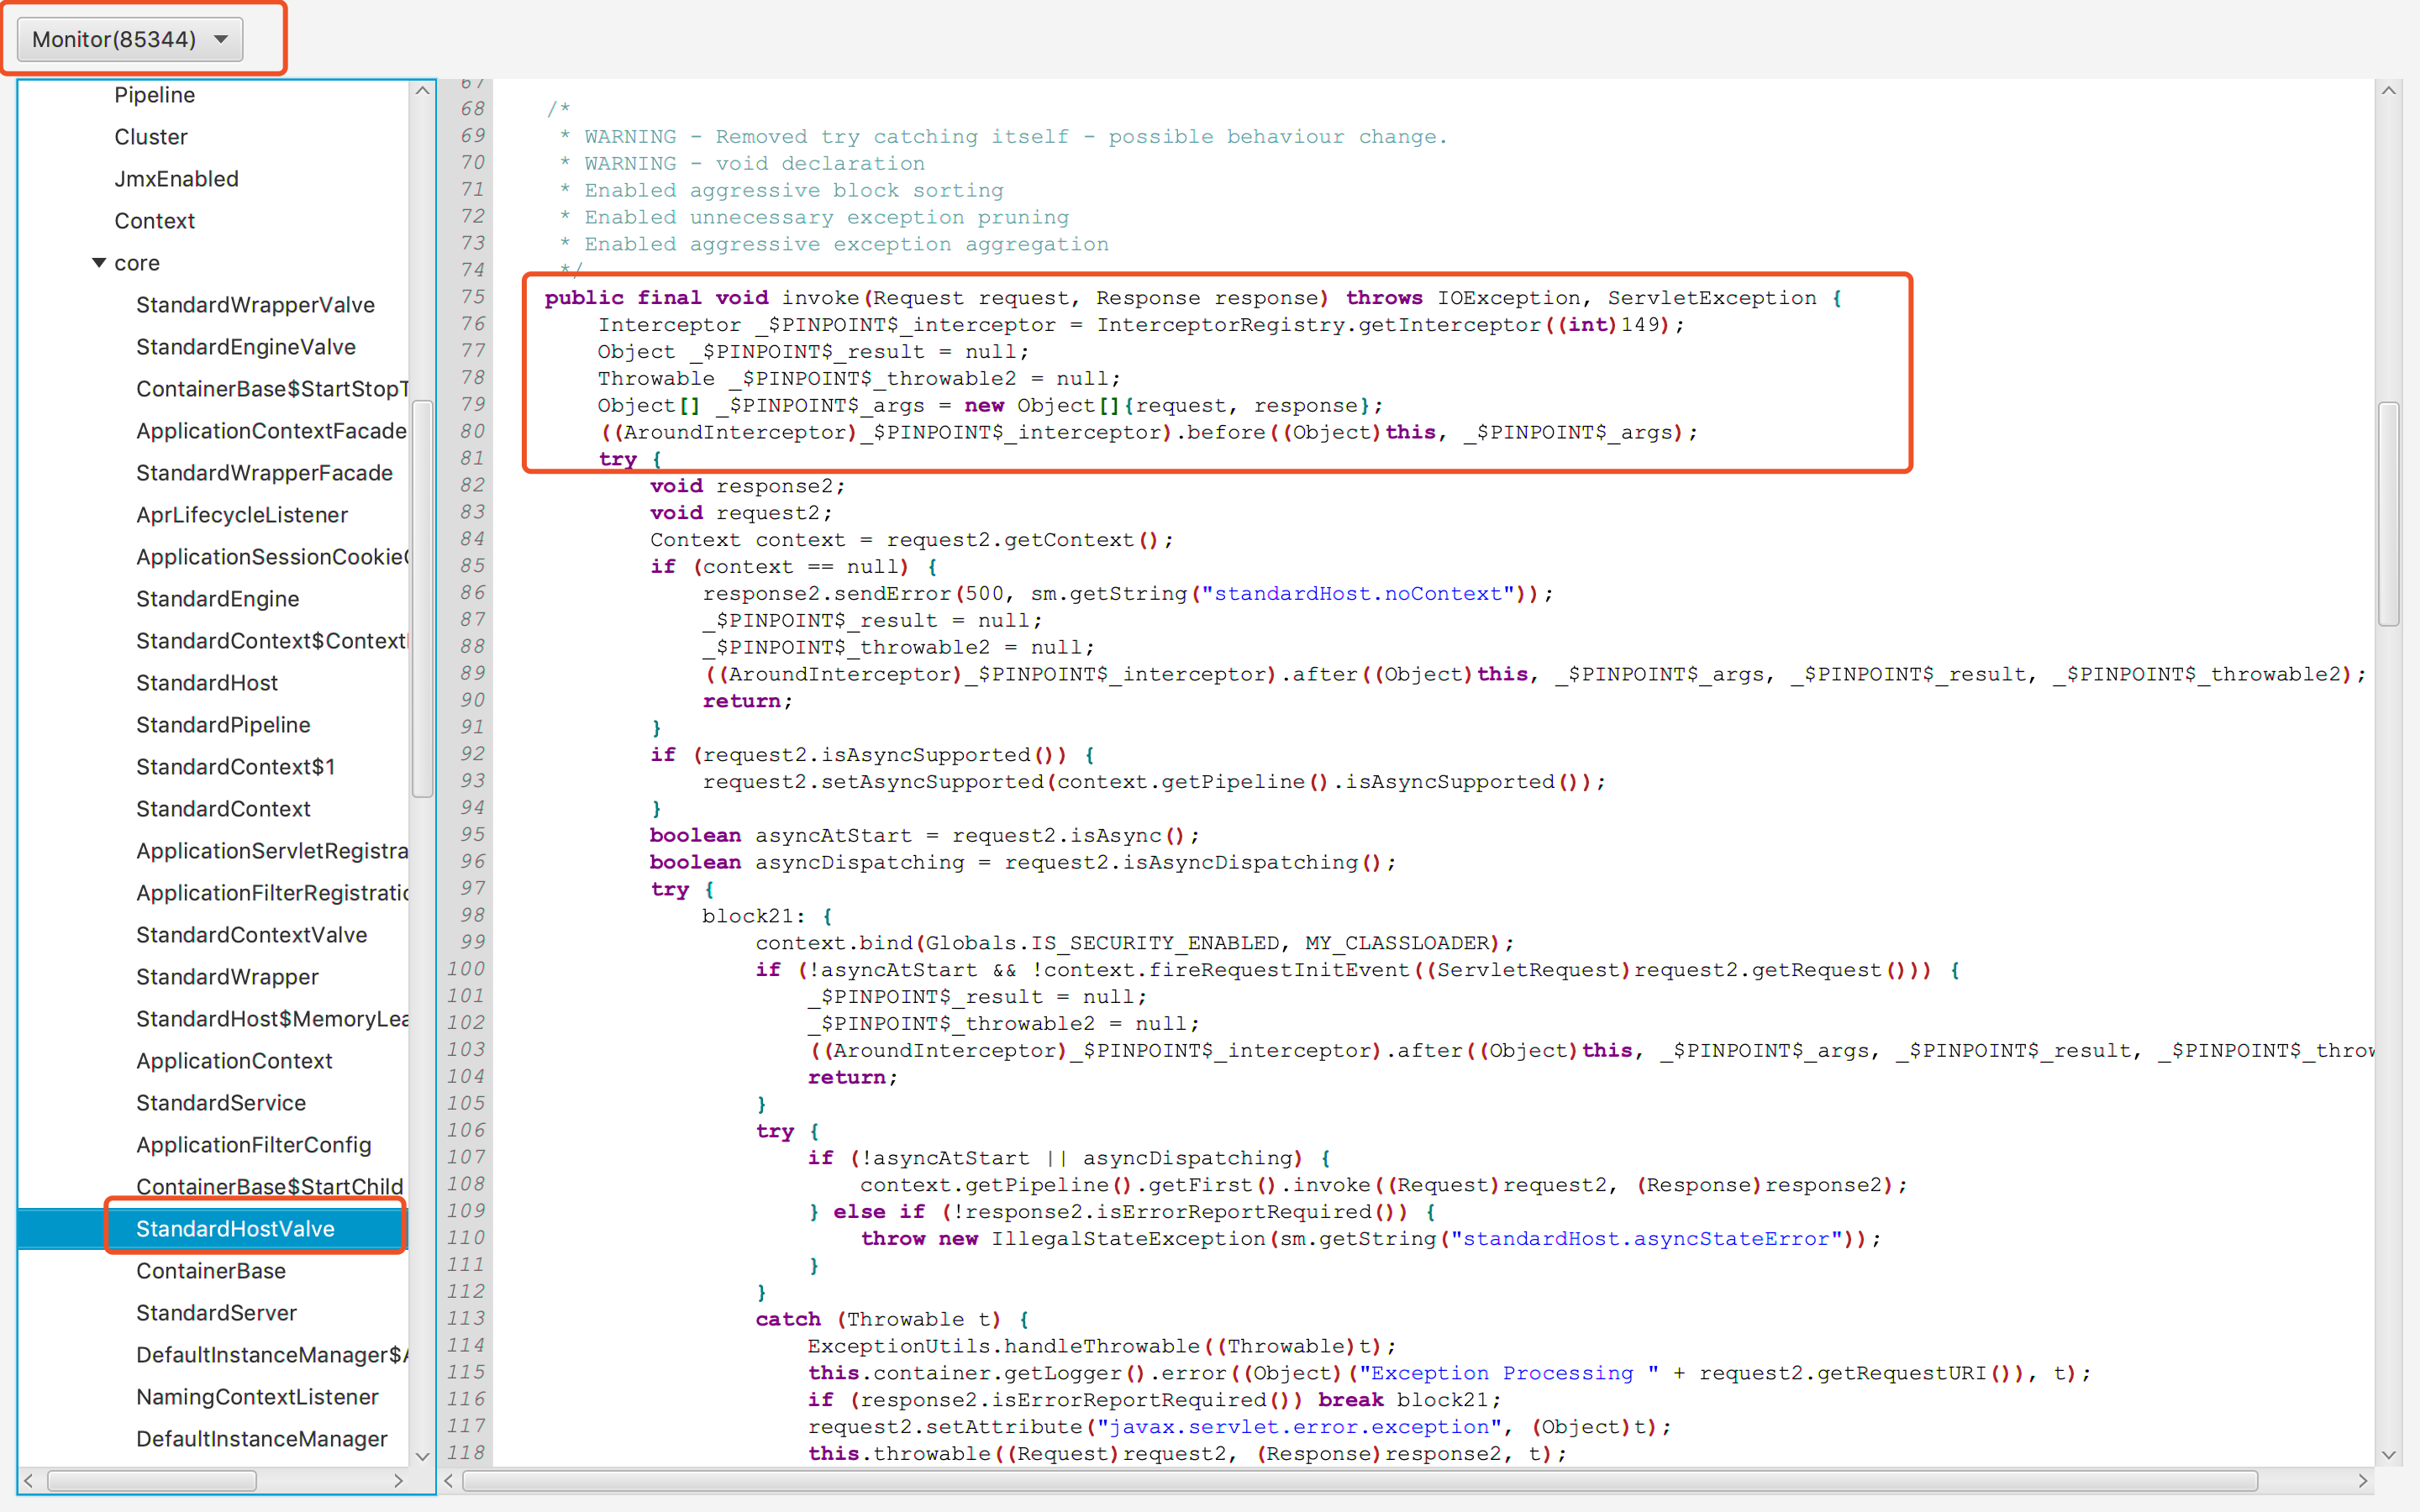 Monitor(85344)
Pipeline
Cluster
JmxEnabled
Context
core
StandardWrapperValve
StandardEngineValve
ContainerBase$StartStopT
ApplicationContextFacade
StandardWrapperFacade
AprLifecycleListener
ApplicationSessionCookieC
StandardEngine
StandardContext$Context
StandardHost
StandardPipeline
StandardContext$1
StandardContext
ApplicationServletRegistra
ApplicationFilterRegistratio
StandardContextValve
StandardWrapper
StandardHost$MemoryLea
ApplicationContext
StandardService
ApplicationFilterConfig
ContainerBase$StartChild
StandardHostValve
ContainerBase
StandardServer
DefaultInstanceManager$A
NamingContextListener
DefaultInstanceManager
67
68 /*
69 * WARNING - Removed try catching itself - possible behaviour change.
70 * WARNING - void declaration
71 * Enabled aggressive block sorting
72 * Enabled unnecessary exception pruning
73 * Enabled aggressive exception aggregation
74 */
75 public final void invoke(Request request, Response response) throws IOException, ServletException {
76 Interceptor _$PINPOINT$_interceptor = InterceptorRegistry.getInterceptor((int)149);
77 Object _$PINPOINT$_result = null;
78 Throwable _$PINPOINT$_throwable2 = null;
79 Object[] _$PINPOINT$_args = new Object[]{request, response};
80 ((AroundInterceptor)_$PINPOINT$_interceptor).before((Object)this, _$PINPOINT$_args);
81 try {
82 void response2;
83 void request2;
84 Context context = request2.getContext();
85 if (context == null) {
86 response2.sendError(500, sm.getString("standardHost.noContext"));
87 _$PINPOINT$_result = null;
88 _$PINPOINT$_throwable2 = null;
89 ((AroundInterceptor)_$PINPOINT$_interceptor).after((Object)this, _$PINPOINT$_args, _$PINPOINT$_result, _$PINPOINT$_throwable2);
90 return;
91 }
92 if (request2.isAsyncSupported()) {
93 request2.setAsyncSupported(context.getPipeline().isAsyncSupported());
94 }
95 boolean asyncAtStart = request2.isAsync();
96 boolean asyncDispatching = request2.isAsyncDispatching();
97 try {
98 block21: {
99 context.bind(Globals.IS_SECURITY_ENABLED, MY_CLASSLOADER);
100 if (!asyncAtStart && !context.fireRequestInitEvent((ServletRequest)request2.getRequest())) {
101 _$PINPOINT$_result = null;
102 _$PINPOINT$_throwable2 = null;
103 ((AroundInterceptor)_$PINPOINT$_interceptor).after((Object)this, _$PINPOINT$_args, _$PINPOINT$_result, _$PINPOINT$_throw
104 return;
105 }
106 try {
107 if (!asyncAtStart || asyncDispatching) {
108 context.getPipeline().getFirst().invoke((Request)request2, (Response)response2);
109 } else if (!response2.isErrorReportRequired()) {
110 throw new IllegalStateException(sm.getString("standardHost.asyncStateError"));
111 }
112 }
113 catch (Throwable t) {
114 ExceptionUtils.handleThrowable((Throwable)t);
115 this.container.getLogger().error((Object)("Exception Processing " + request2.getRequestURI()), t);
116 if (response2.isErrorReportRequired()) break block21;
117 request2.setAttribute("javax.servlet.error.exception", (Object)t);
118 this.throwable((Request)request2, (Response)response2, t);